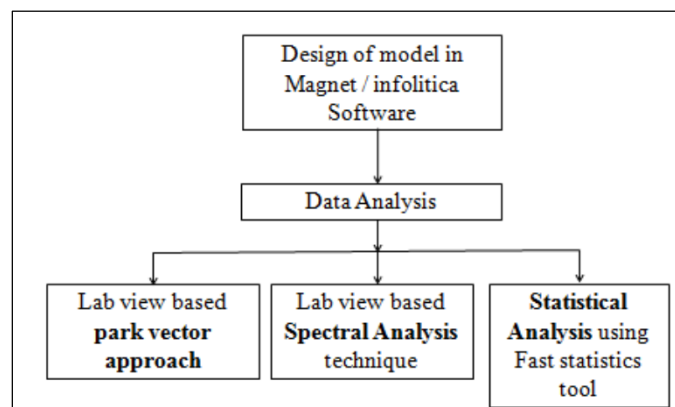 Design of model in
Magnet / infolitica
Software
Data Analysis
Lab view based
park vector
approach
Lab view based
Spectral Analysis
technique
Statistical
Analysis using
Fast statistics
tool